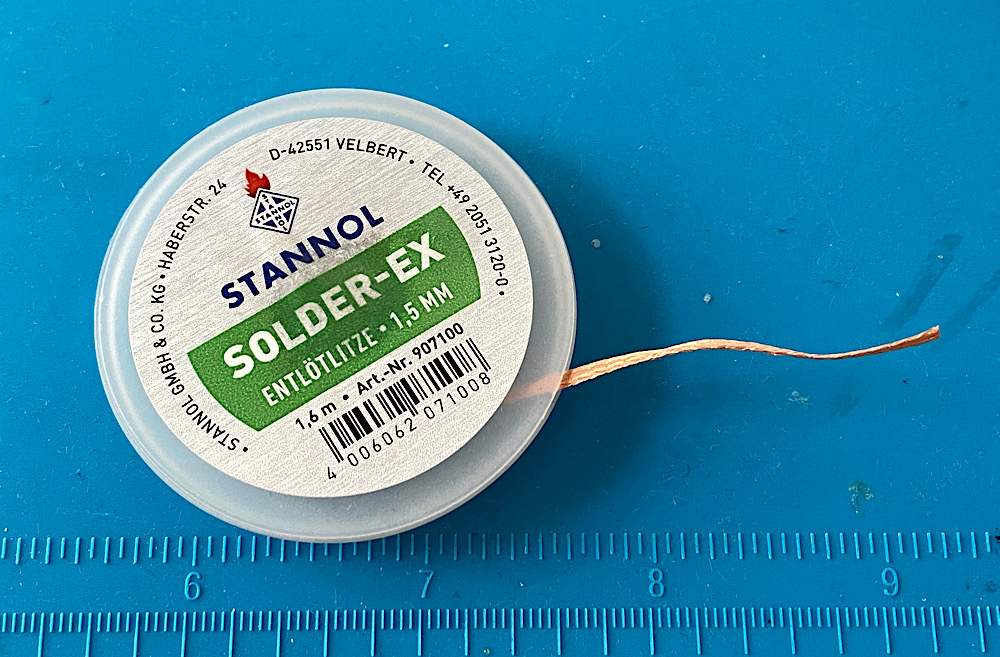 • STANNOL GMBH & CO. KG • HABERSTR. 24
D-42551 VELBERT • TEL +49 2051 3120-0 •
STANNOL
STANNOL
STANNOL
SOLDER-EX
ENTLÖTLITZE • 1,5 MM
1,6 m • Art.-Nr. 907100
4 006062 071008
6 7 8 9